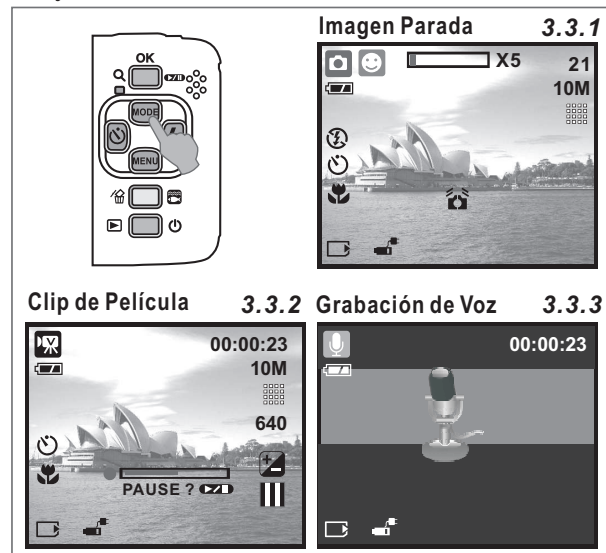 OK
MODE
MENU
Imagen Parada 3.3.1
X5 21
10M
Clip de Película 3.3.2
00:00:23
10M
640
PAUSE ?
Grabación de Voz 3.3.3
00:00:23